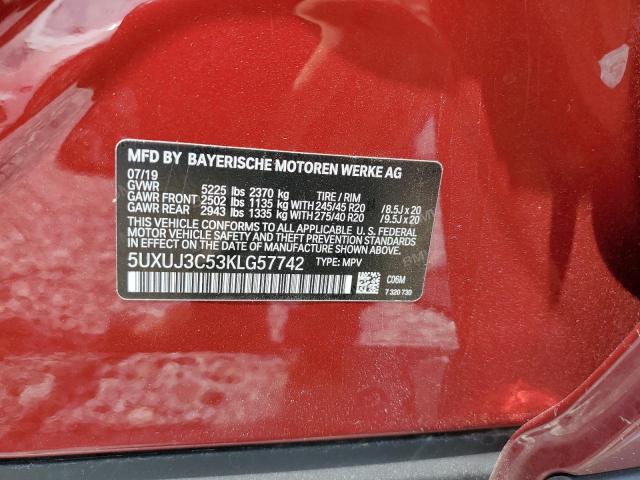 MFD BY BAYERISCHE MOTOREN WERKE AG
07/19
GVWR 5225 lbs 2370 kg TIRE / RIM
GAWR FRONT 2502 lbs 1135 kg WITH 245/45 R20 /8.5J x 20
GAWR REAR 2943 lbs 1335 kg WITH 275/40 R20 /9.5J x 20
THIS VEHICLE CONFORMS TO ALL APPLICABLE U. S. FEDERAL
MOTOR VEHICLE SAFETY, BUMPER, AND THEFT PREVENTION
STANDARDS IN EFFECT ON THE DATE OF MANUFACTURE SHOWN ABOVE.
5UXUJ3C53KLG57742 TYPE: MPV
C06M
7 320 730